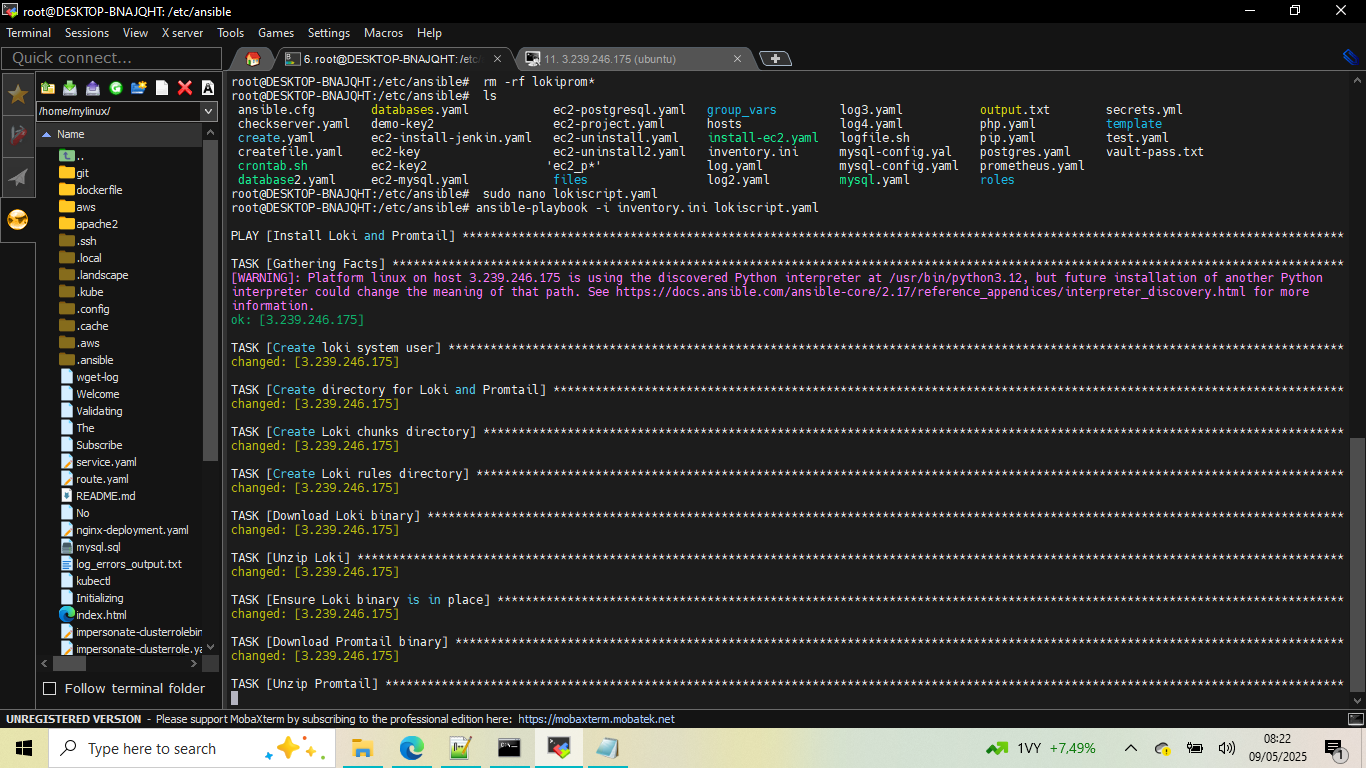 root@DESKTOP-BNAJQHT: /etc/ansible
Terminal Sessions View X server Tools Games Settings Macros Help
Quick connect...
6. root@DESKTOP-BNAJQHT: /etc
11. 3.239.246.175 (ubuntu)
/home/mylinux/
Name
..
git
dockerfile
aws
apache2
.ssh
.local
.landscape
.kube
.config
.cache
.aws
.ansible
wget-log
Welcome
Validating
The
Subscribe
service.yaml
route.yaml
README.md
No
nginx-deployment.yaml
mysql.sql
log_errors_output.txt
kubectl
Initializing
index.html
impersonate-clusterrolebin
impersonate-clusterrole.ya
Follow terminal folder
root@DESKTOP-BNAJQHT:/etc/ansible# rm -rf lokiprom*
root@DESKTOP-BNAJQHT:/etc/ansible# ls
ansible.cfg databases.yaml ec2-postgresql.yaml group_vars log3.yaml output.txt secrets.yml
checkserver.yaml demo-key2 ec2-project.yaml hosts log4.yaml php.yaml template
create.yaml ec2-install-jenkin.yaml ec2-uninstall.yaml install-ec2.yaml logfile.sh pip.yaml test.yaml
createfile.yaml ec2-key ec2-uninstall2.yaml inventory.ini mysql-config.yal postgres.yaml vault-pass.txt
crontab.sh ec2-key2 'ec2_p*' log.yaml mysql-config.yaml prometheus.yaml
database2.yaml ec2-mysql.yaml files log2.yaml mysql.yaml roles
root@DESKTOP-BNAJQHT:/etc/ansible# sudo nano lokiscript.yaml
root@DESKTOP-BNAJQHT:/etc/ansible# ansible-playbook -i inventory.ini lokiscript.yaml
PLAY [Install Loki and Promtail] ******************************************************************************************************************************
TASK [Gathering Facts] ****************************************************************************************************************************************
[WARNING]: Platform linux on host 3.239.246.175 is using the discovered Python interpreter at /usr/bin/python3.12, but future installation of another Python
interpreter could change the meaning of that path. See https://docs.ansible.com/ansible-core/2.17/reference_appendices/interpreter_discovery.html for more
information.
ok: [3.239.246.175]
TASK [Create loki system user] ********************************************************************************************************************************
changed: [3.239.246.175]
TASK [Create directory for Loki and Promtail] *****************************************************************************************************************
changed: [3.239.246.175]
TASK [Create Loki chunks directory] ***************************************************************************************************************************
changed: [3.239.246.175]
TASK [Create Loki rules directory] ****************************************************************************************************************************
changed: [3.239.246.175]
TASK [Download Loki binary] ***********************************************************************************************************************************
changed: [3.239.246.175]
TASK [Unzip Loki] *********************************************************************************************************************************************
changed: [3.239.246.175]
TASK [Ensure Loki binary is in place] *************************************************************************************************************************
changed: [3.239.246.175]
TASK [Download Promtail binary] *******************************************************************************************************************************
changed: [3.239.246.175]
TASK [Unzip Promtail] *****************************************************************************************************************************************
UNREGISTERED VERSION - Please support MobaXterm by subscribing to the professional edition here: https://mobaxterm.mobatek.net
Type here to search
1VY +7,49%
08:22
09/05/2025
1